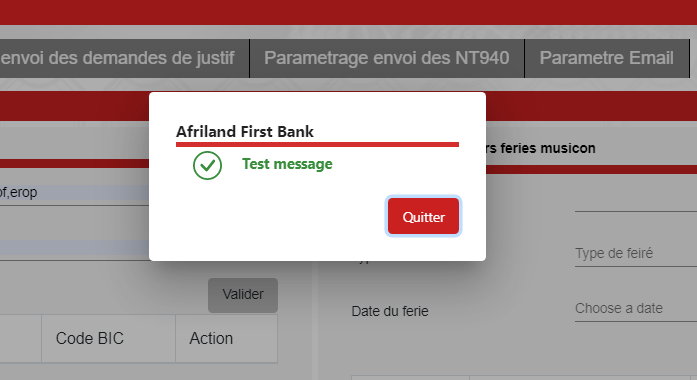 envoi des demandes de justif
Parametrage envoi des NT940
Parametre Email
Afriland First Bank
Test message
Quitter
rs feries musicon
of,erop
Type de feiré
Valider
Date du ferie
Choose a date
Code BIC
Action